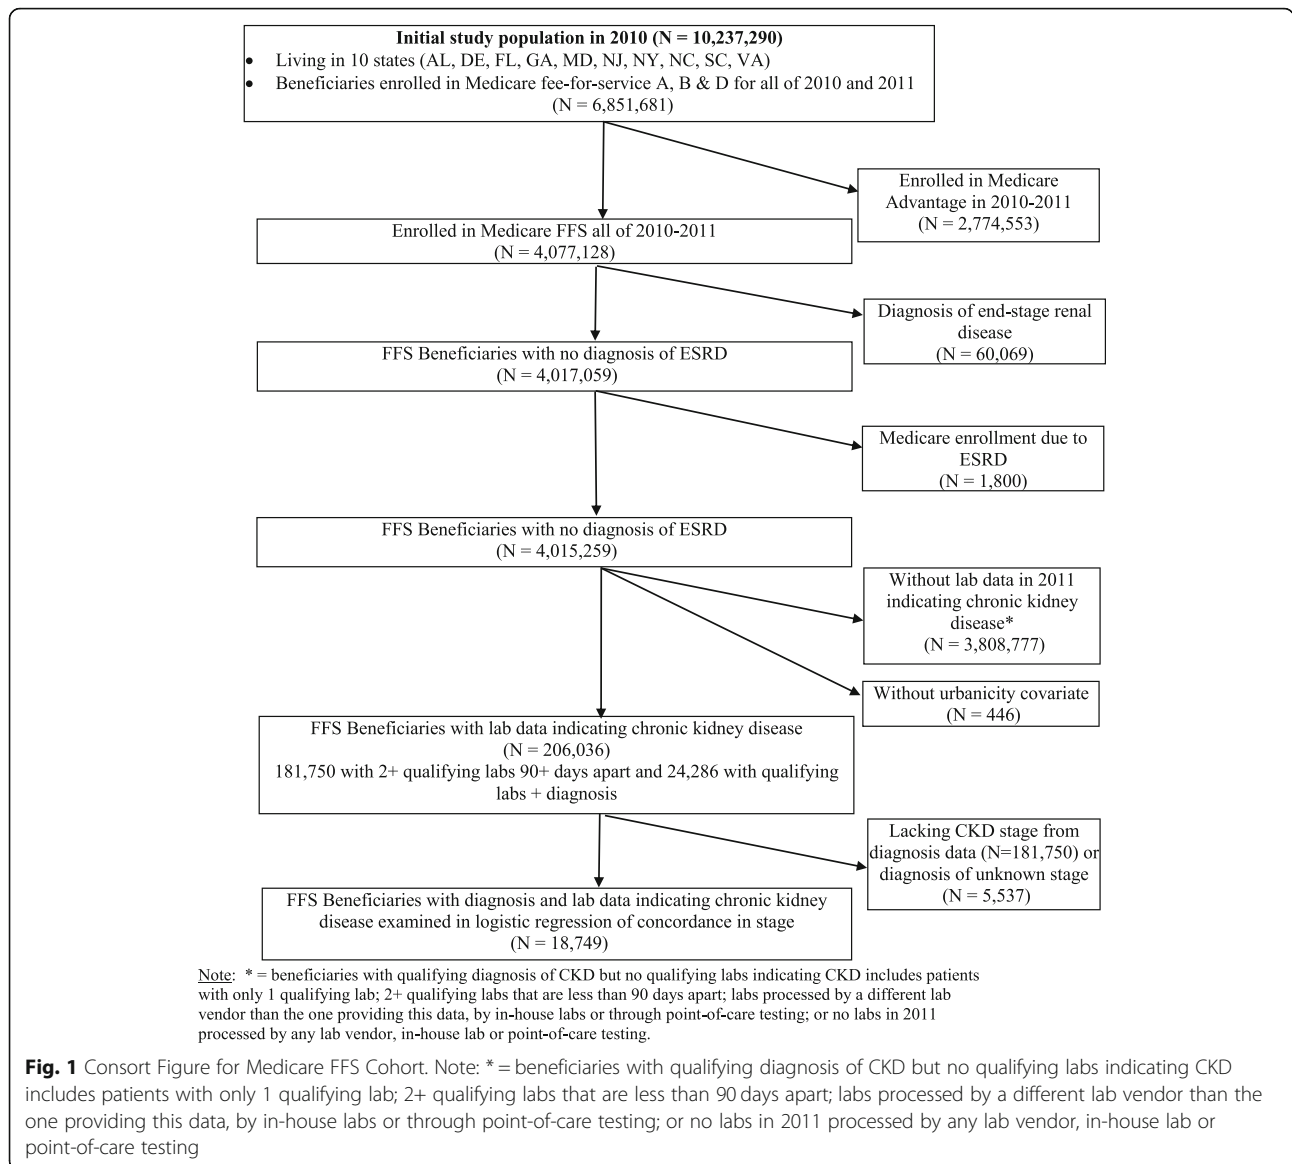 Initial study population in 2010 (N = 10,237,290)
• Living in 10 states (AL, DE, FL, GA, MD, NJ, NY, NC, SC, VA)
• Beneficiaries enrolled in Medicare fee-for-service A, B & D for all of 2010 and 2011
(N = 6,851,681)
Enrolled in Medicare
Advantage in 2010-2011
(N = 2,774,553)
Enrolled in Medicare FFS all of 2010-2011
(N = 4,077,128)
Diagnosis of end-stage renal
disease
(N = 60,069)
FFS Beneficiaries with no diagnosis of ESRD
(N = 4,017,059)
Medicare enrollment due to
ESRD
(N = 1,800)
FFS Beneficiaries with no diagnosis of ESRD
(N = 4,015,259)
Without lab data in 2011
indicating chronic kidney
disease*
(N = 3,808,777)
Without urbanicity covariate
(N = 446)
FFS Beneficiaries with lab data indicating chronic kidney disease
(N = 206,036)
181,750 with 2+ qualifying labs 90+ days apart and 24,286 with qualifying
labs + diagnosis
Lacking CKD stage from
diagnosis data (N=181,750) or
diagnosis of unknown stage
(N = 5,537)
FFS Beneficiaries with diagnosis and lab data indicating chronic kidney
disease examined in logistic regression of concordance in stage
(N = 18,749)
Note: * = beneficiaries with qualifying diagnosis of CKD but no qualifying labs indicating CKD includes patients
with only 1 qualifying lab; 2+ qualifying labs that are less than 90 days apart; labs processed by a different lab
vendor than the one providing this data, by in-house labs or through point-of-care testing; or no labs in 2011
processed by any lab vendor, in-house lab or point-of-care testing.
Fig. 1 Consort Figure for Medicare FFS Cohort. Note: * = beneficiaries with qualifying diagnosis of CKD but no qualifying labs indicating CKD
includes patients with only 1 qualifying lab; 2+ qualifying labs that are less than 90 days apart; labs processed by a different lab vendor than the
one providing this data, by in-house labs or through point-of-care testing; or no labs in 2011 processed by any lab vendor, in-house lab or
point-of-care testing